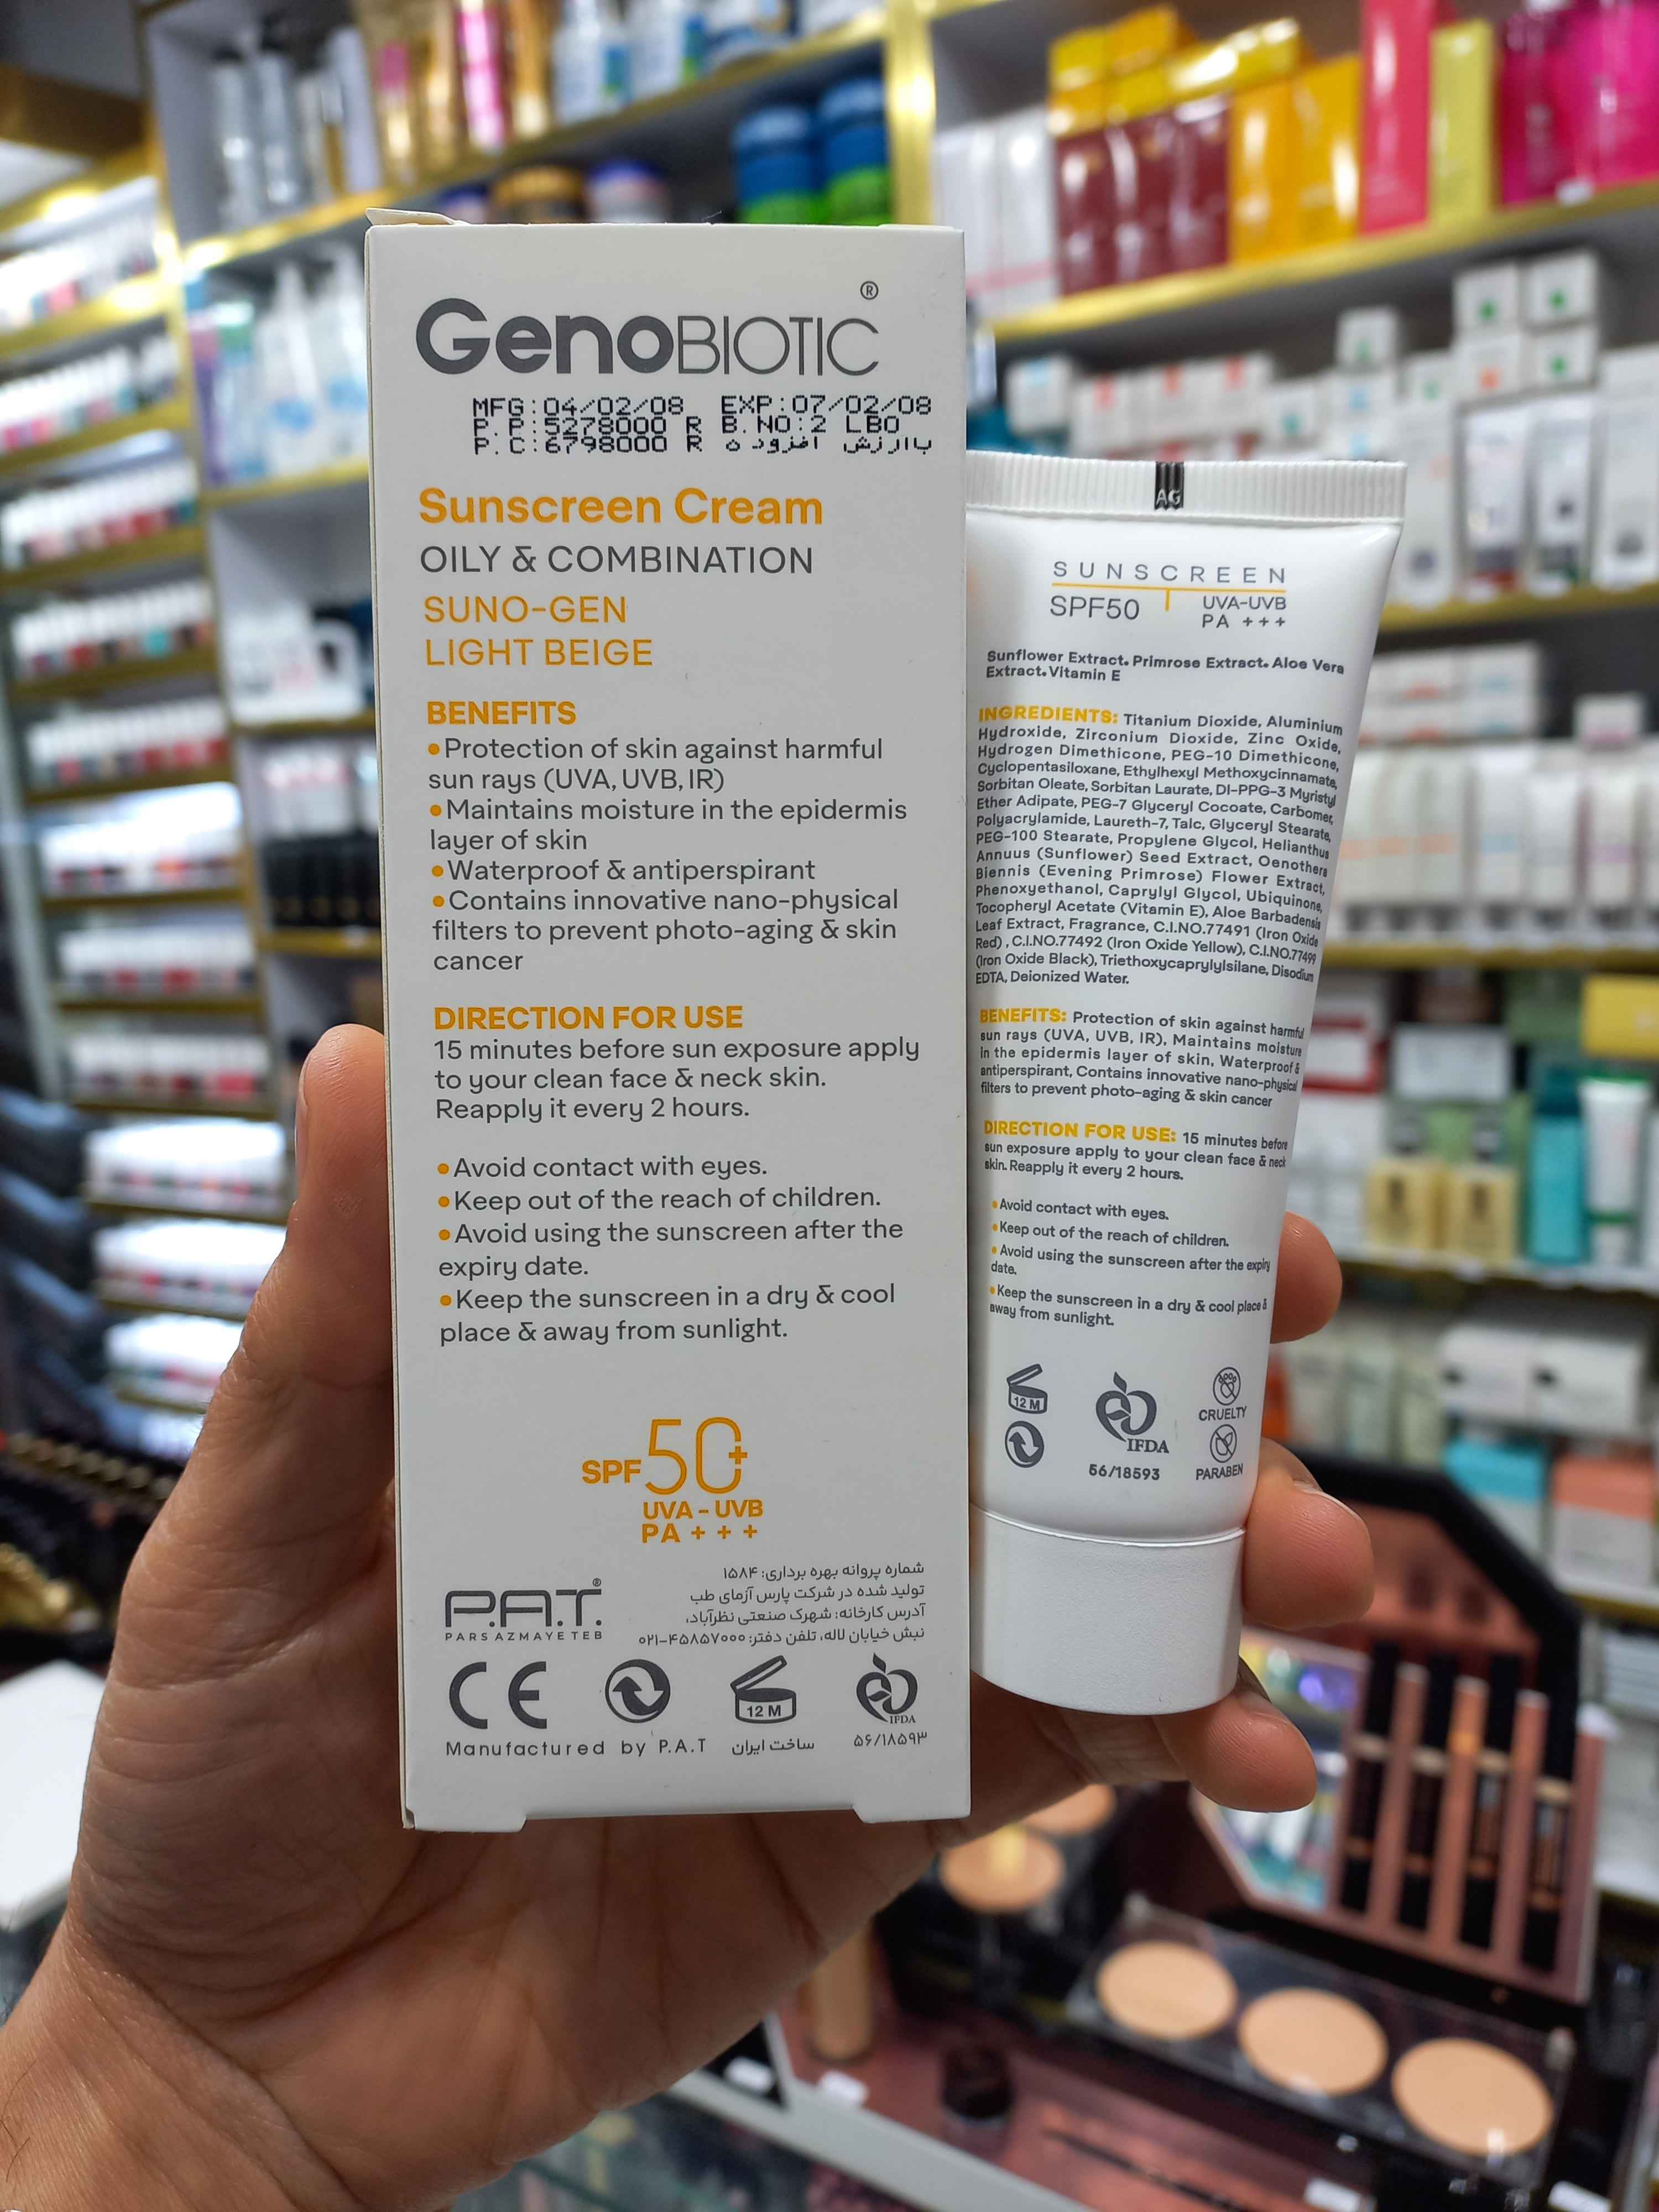 GenoBIOTIC®
MFG:04/02/08 EXP:07/02/08
P.P:5278000 R B.NO:2 LBO
P.C:6798000 R باارزش افزوده
Sunscreen Cream
OILY & COMBINATION
SUNO-GEN
LIGHT BEIGE
BENEFITS
•Protection of skin against harmful
sun rays (UVA, UVB, IR)
•Maintains moisture in the epidermis
layer of skin
•Waterproof & antiperspirant
•Contains innovative nano-physical
filters to prevent photo-aging & skin
cancer
DIRECTION FOR USE
15 minutes before sun exposure apply
to your clean face & neck skin.
Reapply it every 2 hours.
•Avoid contact with eyes.
•Keep out of the reach of children.
•Avoid using the sunscreen after the
expiry date.
•Keep the sunscreen in a dry & cool
place & away from sunlight.
SPF 50+
UVA - UVB
PA + + +
شماره پروانه بهره برداری: ۱۵۸۴
تولید شده در شرکت پارس آزمای طب
آدرس کارخانه: شهرک صنعتی نظرآباد،
نبش خیابان لاله، تلفن دفتر: ۴۵۸۵۷۰۰۰-۰۲۱
P.A.T.®
PARS AZMAYE TEB
CE
12 M
IFDA
Manufactured by P.A.T ساخت ایران ۵۶/۱۸۵۹۳
AG
SUNSCREEN
SPF50 UVA-UVB
PA +++
Sunflower Extract. Primrose Extract. Aloe Vera
Extract. Vitamin E
INGREDIENTS: Titanium Dioxide, Aluminium
Hydroxide, Zirconium Dioxide, Zinc Oxide,
Hydrogen Dimethicone, PEG-10 Dimethicone,
Cyclopentasiloxane, Ethylhexyl Methoxycinnamate,
Sorbitan Oleate, Sorbitan Laurate, DI-PPG-3 Myristyl
Ether Adipate, PEG-7 Glyceryl Cocoate, Carbomer,
Polyacrylamide, Laureth-7, Talc, Glyceryl Stearate,
PEG-100 Stearate, Propylene Glycol, Helianthus
Annuus (Sunflower) Seed Extract, Oenothera
Biennis (Evening Primrose) Flower Extract,
Phenoxyethanol, Caprylyl Glycol, Ubiquinone,
Tocopheryl Acetate (Vitamin E), Aloe Barbadensis
Leaf Extract, Fragrance, C.I.NO.77491 (Iron Oxide
Red), C.I.NO.77492 (Iron Oxide Yellow), C.I.NO.77499
(Iron Oxide Black), Triethoxycaprylylsilane, Disodium
EDTA, Deionized Water.
BENEFITS: Protection of skin against harmful
sun rays (UVA, UVB, IR), Maintains moisture
in the epidermis layer of skin, Waterproof &
antiperspirant, Contains innovative nano-physical
filters to prevent photo-aging & skin cancer
DIRECTION FOR USE: 15 minutes before
sun exposure apply to your clean face & neck
skin. Reapply it every 2 hours.
•Avoid contact with eyes.
•Keep out of the reach of children.
•Avoid using the sunscreen after the expiry
date.
•Keep the sunscreen in a dry & cool place &
away from sunlight.
12 M
IFDA
56/18593
CRUELTY
PARABEN